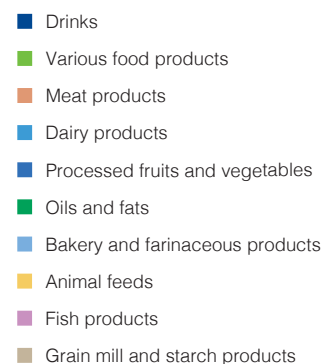 Drinks
Various food products
Meat products
Dairy products
Processed fruits and vegetables
Oils and fats
Bakery and farinaceous products
Animal feeds
Fish products
Grain mill and starch products